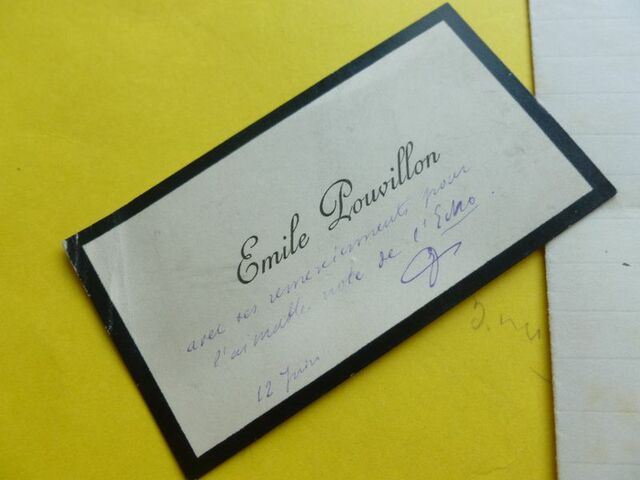 Emile Pouvillon
avec ses remerciements pour
l'aimable note de l'Echo.
12 Juin